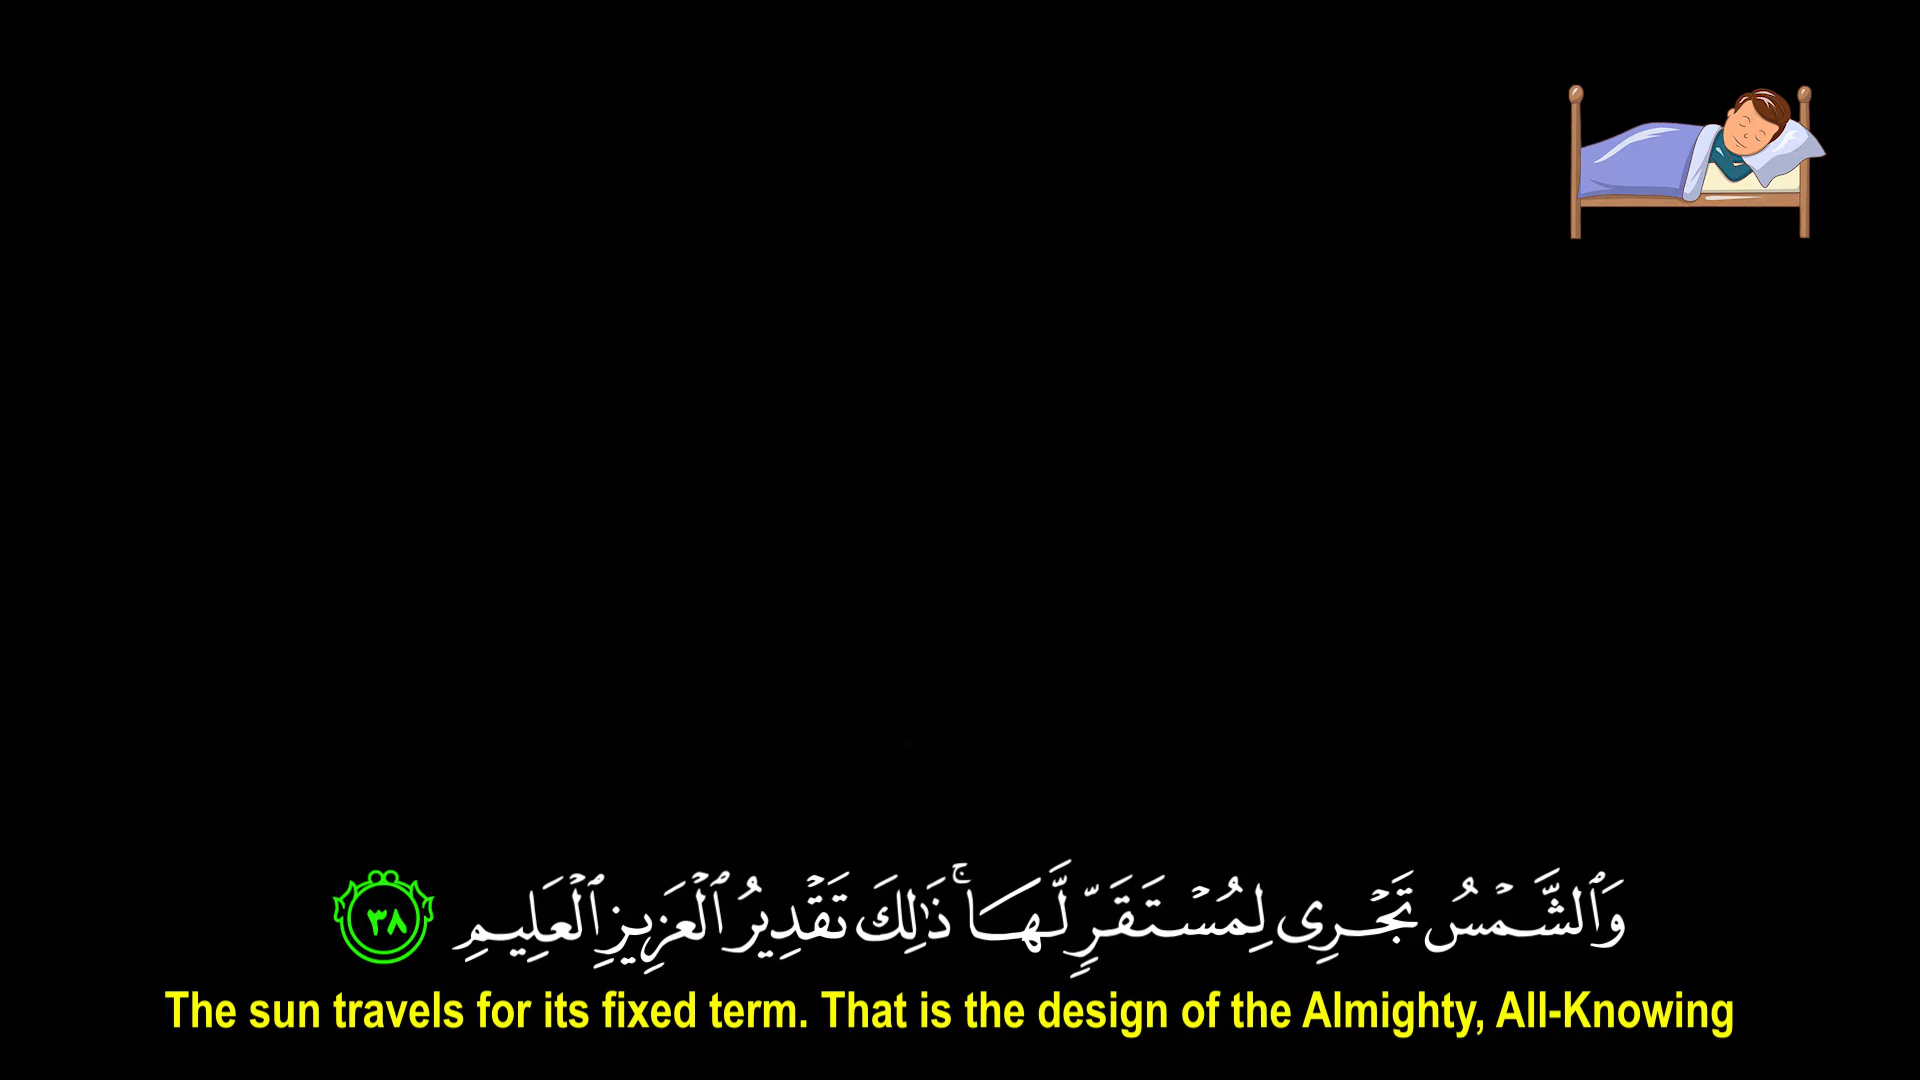 وَٱلشَّمْسُ تَجْرِى لِمُسْتَقَرٍّ لَّهَا ۚ ذَٰلِكَ تَقْدِيرُ ٱلْعَزِيزِ ٱلْعَلِيمِ ٣٨
The sun travels for its fixed term. That is the design of the Almighty, All-Knowing